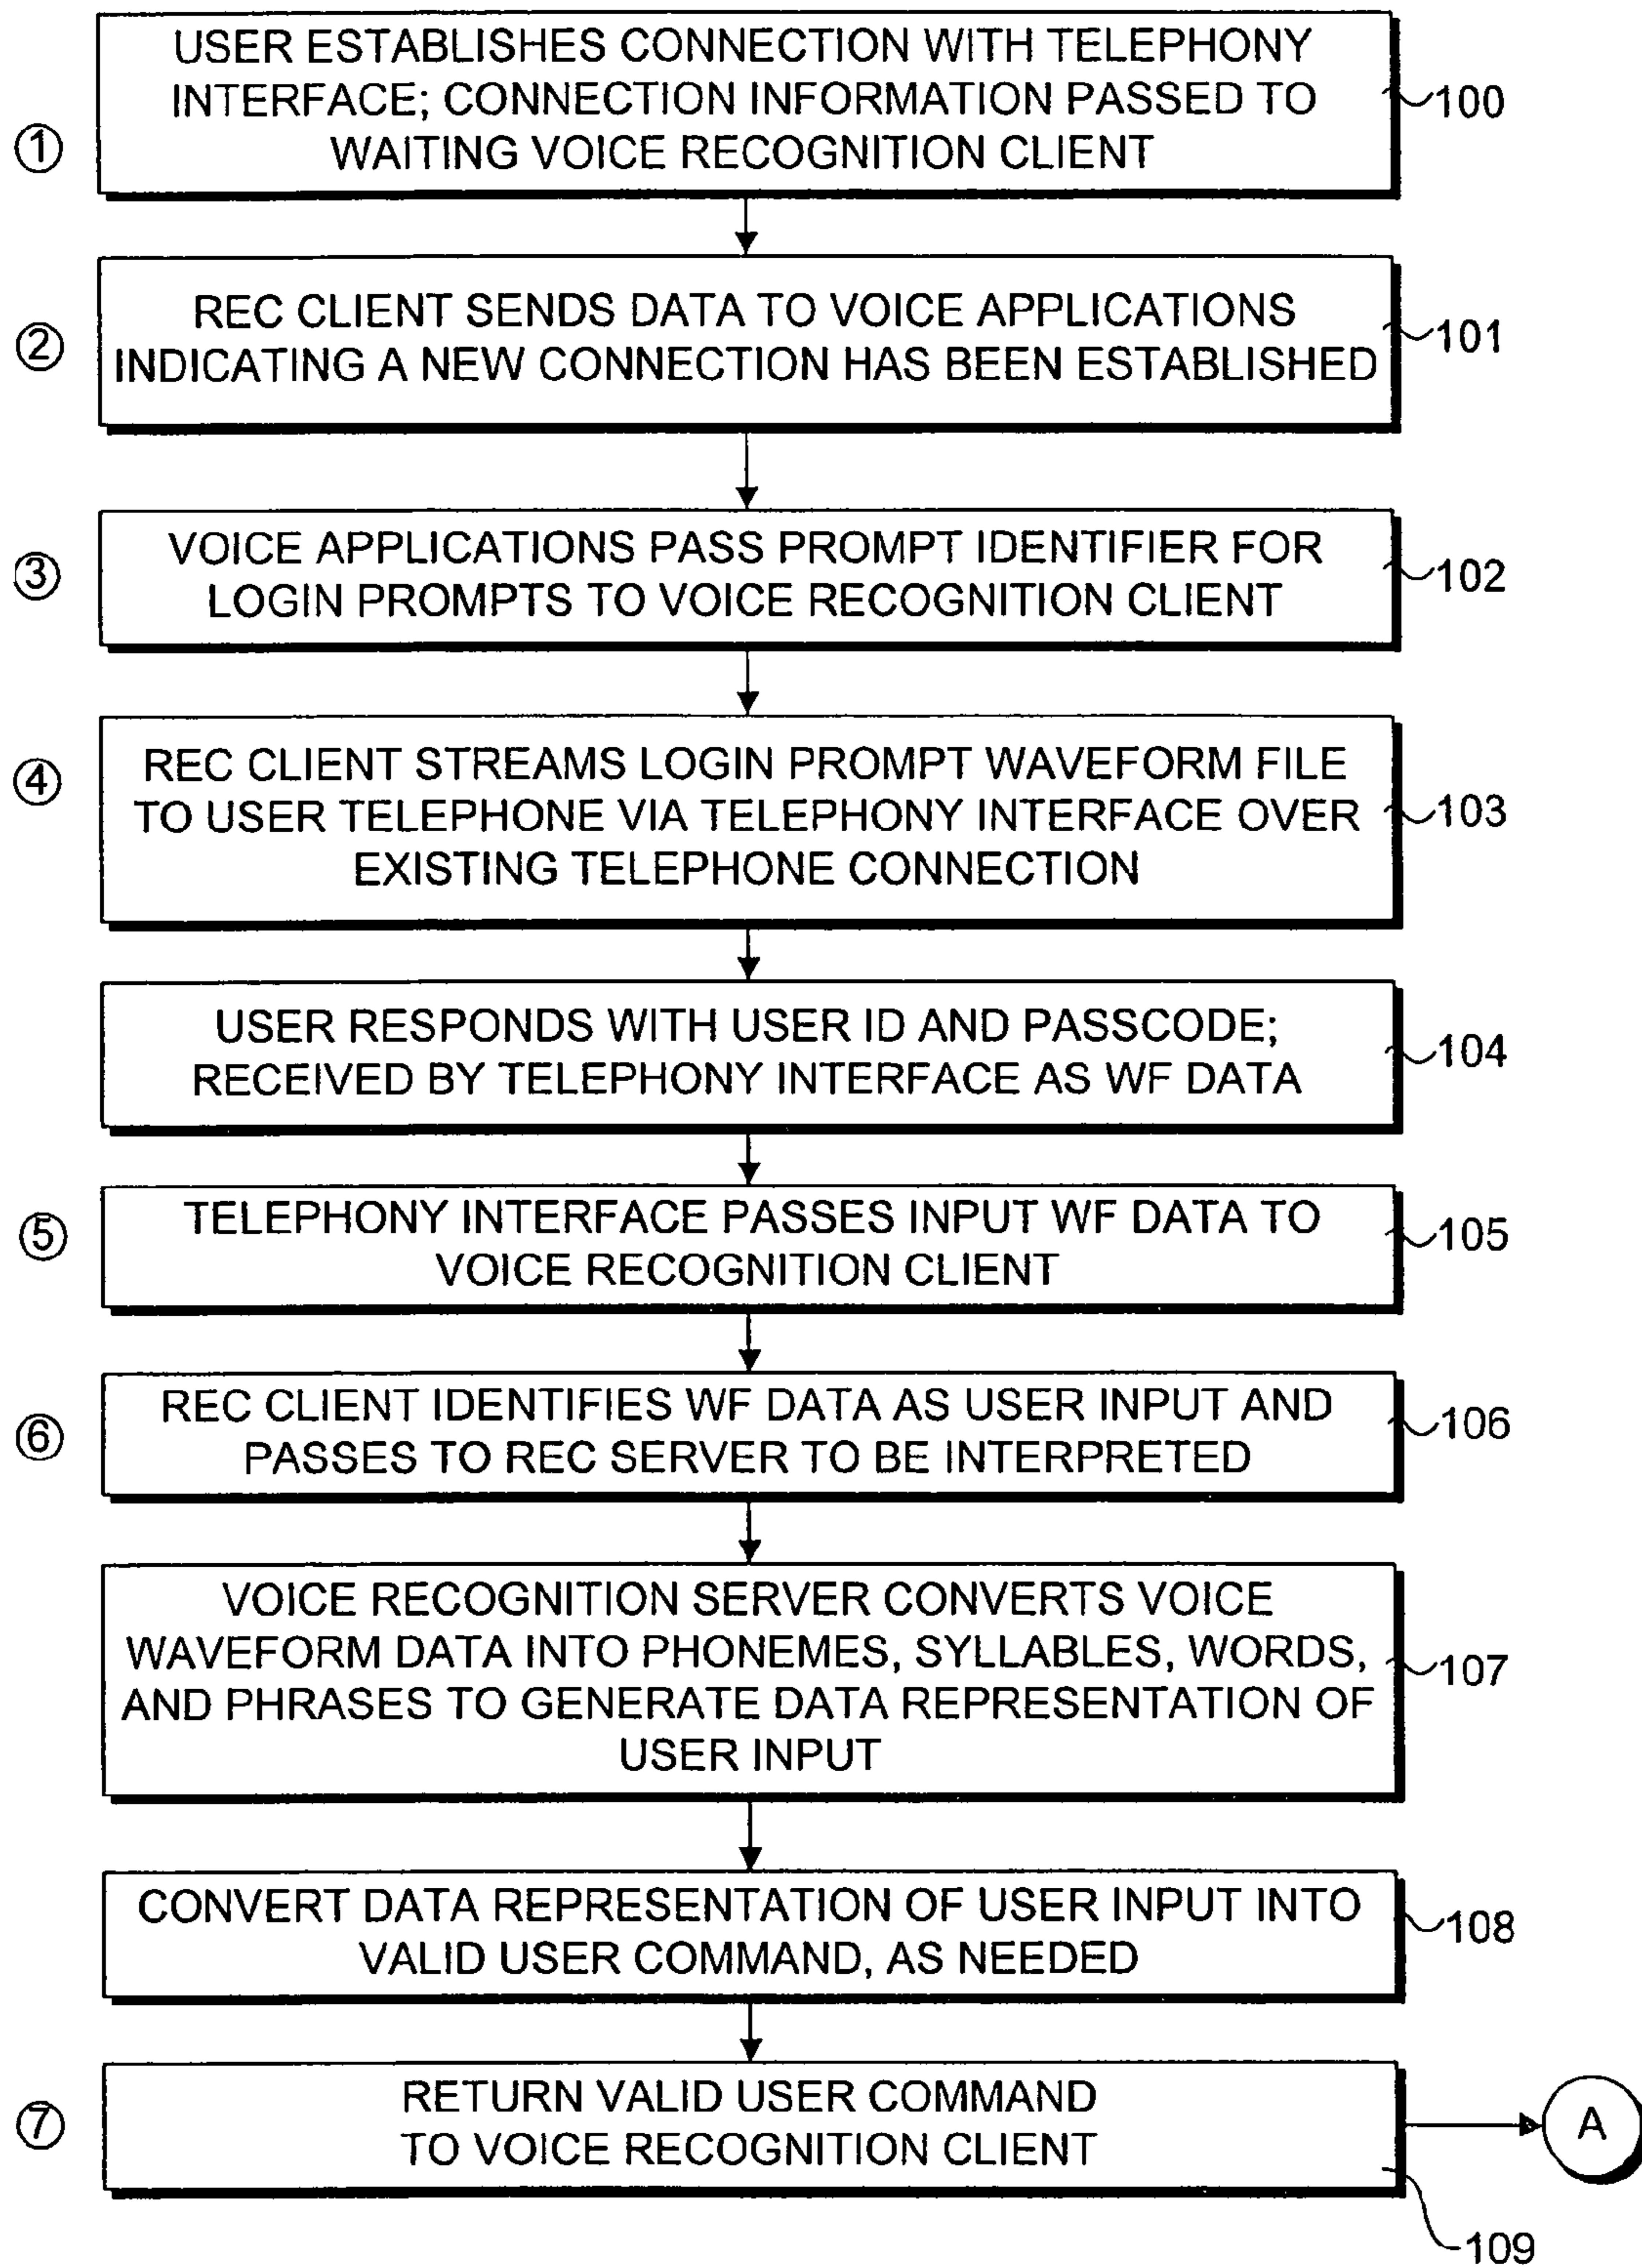 USER ESTABLISHES CONNECTION WITH TELEPHONY
INTERFACE; CONNECTION INFORMATION PASSED TO
WAITING VOICE RECOGNITION CLIENT
100
①
REC CLIENT SENDS DATA TO VOICE APPLICATIONS
INDICATING A NEW CONNECTION HAS BEEN ESTABLISHED
101
②
VOICE APPLICATIONS PASS PROMPT IDENTIFIER FOR
LOGIN PROMPTS TO VOICE RECOGNITION CLIENT
102
③
REC CLIENT STREAMS LOGIN PROMPT WAVEFORM FILE
TO USER TELEPHONE VIA TELEPHONY INTERFACE OVER
EXISTING TELEPHONE CONNECTION
103
④
USER RESPONDS WITH USER ID AND PASSCODE;
RECEIVED BY TELEPHONY INTERFACE AS WF DATA
104
TELEPHONY INTERFACE PASSES INPUT WF DATA TO
VOICE RECOGNITION CLIENT
105
⑤
REC CLIENT IDENTIFIES WF DATA AS USER INPUT AND
PASSES TO REC SERVER TO BE INTERPRETED
106
⑥
VOICE RECOGNITION SERVER CONVERTS VOICE
WAVEFORM DATA INTO PHONEMES, SYLLABLES, WORDS,
AND PHRASES TO GENERATE DATA REPRESENTATION OF
USER INPUT
107
CONVERT DATA REPRESENTATION OF USER INPUT INTO
VALID USER COMMAND, AS NEEDED
108
RETURN VALID USER COMMAND
TO VOICE RECOGNITION CLIENT
⑦
A
109